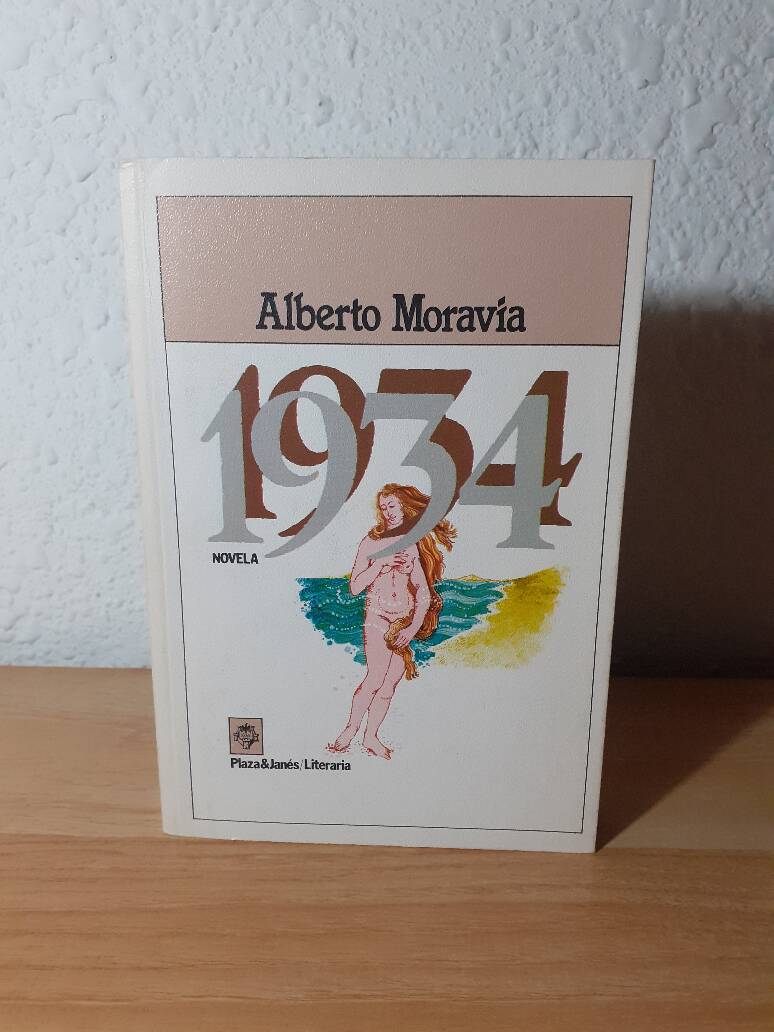 Alberto Moravia
1934
NOVELA
Plaza&Janés/Literaria